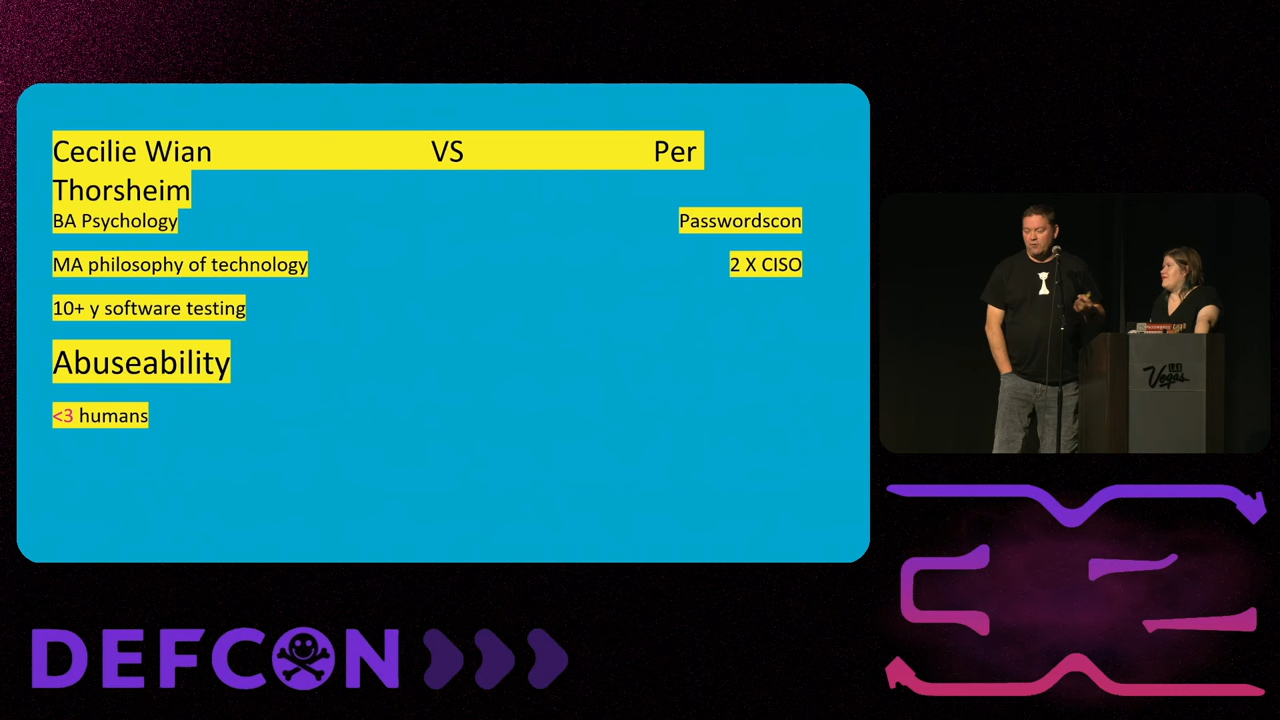 Cecilie Wian VS Per
Thorsheim
BA Psychology Passwordscon
MA philosophy of technology 2 X CISO
10+ y software testing
Abuseability
<3 humans
Vegas
DEFCON